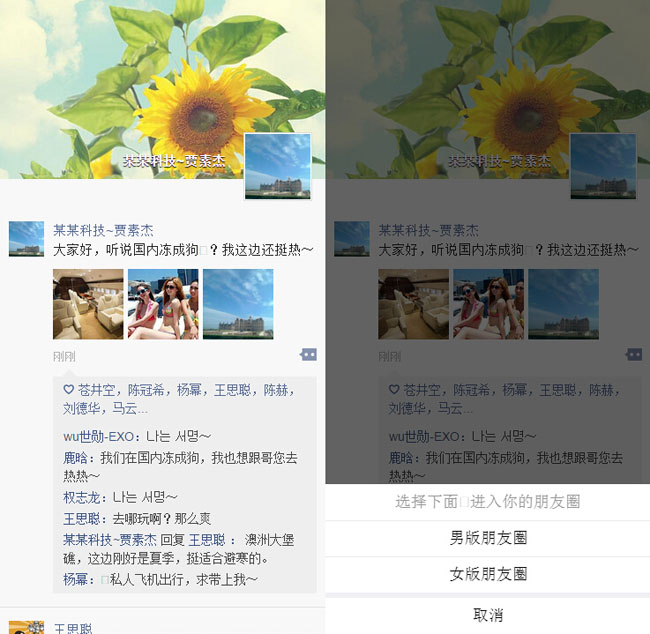 某某科技~贾素杰
某某科技~贾素杰
大家好，听说国内冻成狗？我这边还挺热～
刚刚
苍井空，陈冠希，杨幂，王思聪，陈赫，
刘德华，马云...
wu世勋-EXO：나는 서명～
鹿晗：我们在国内冻成狗，我也想跟哥您去
热热～
权志龙：나는 서명～
王思聪：去哪玩啊？那么爽
某某科技~贾素杰 回复 王思聪 ： 澳洲大堡
礁，这边刚好是夏季，挺适合避寒的。
杨幂：私人飞机出行，求带上我～
王思聪
某某科技~贾素杰
某某科技~贾素杰
大家好，听说国内冻成狗？我这边还挺热～
刚刚
苍井空，陈冠希，杨幂，王思聪，陈赫，
刘德华，马云...
wu世勋-EXO：나는 서명～
鹿晗：我们在国内冻成狗，我也想跟哥您去
热热～
选择下面进入你的朋友圈
男版朋友圈
女版朋友圈
取消